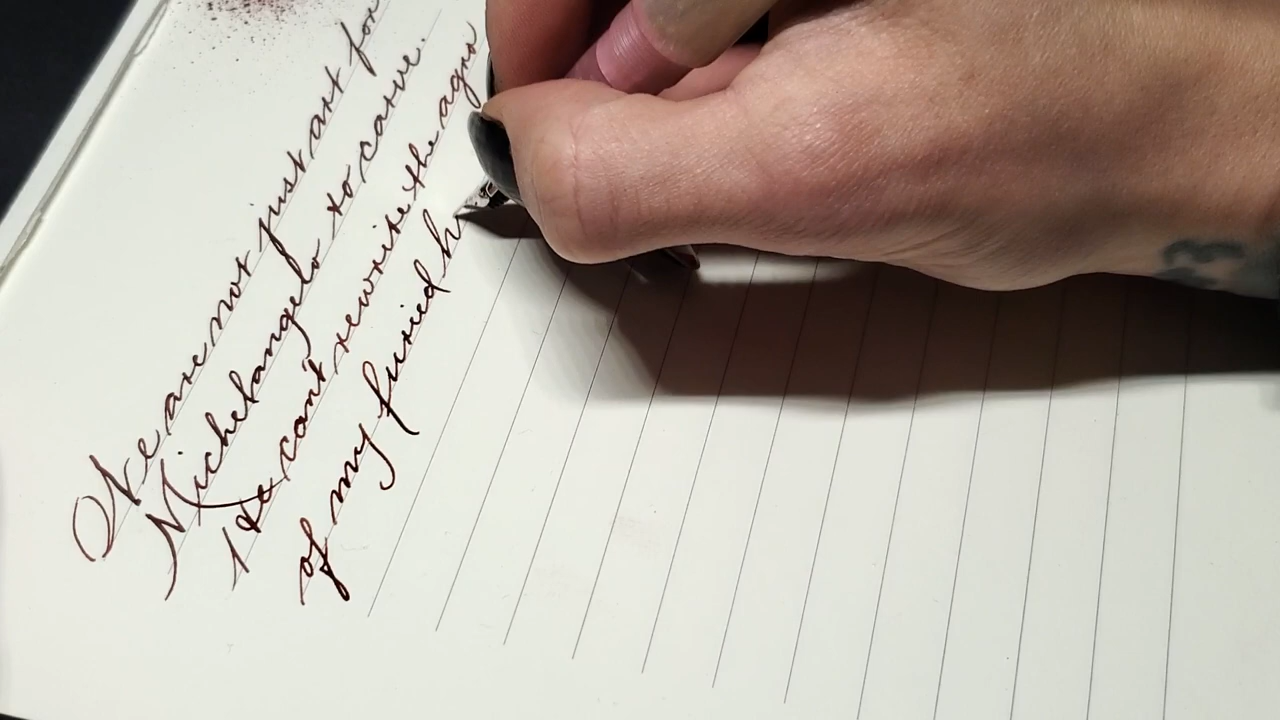 We are not just art for
Michelangelo to carve.
He can't rewrite the agro
of my furied h